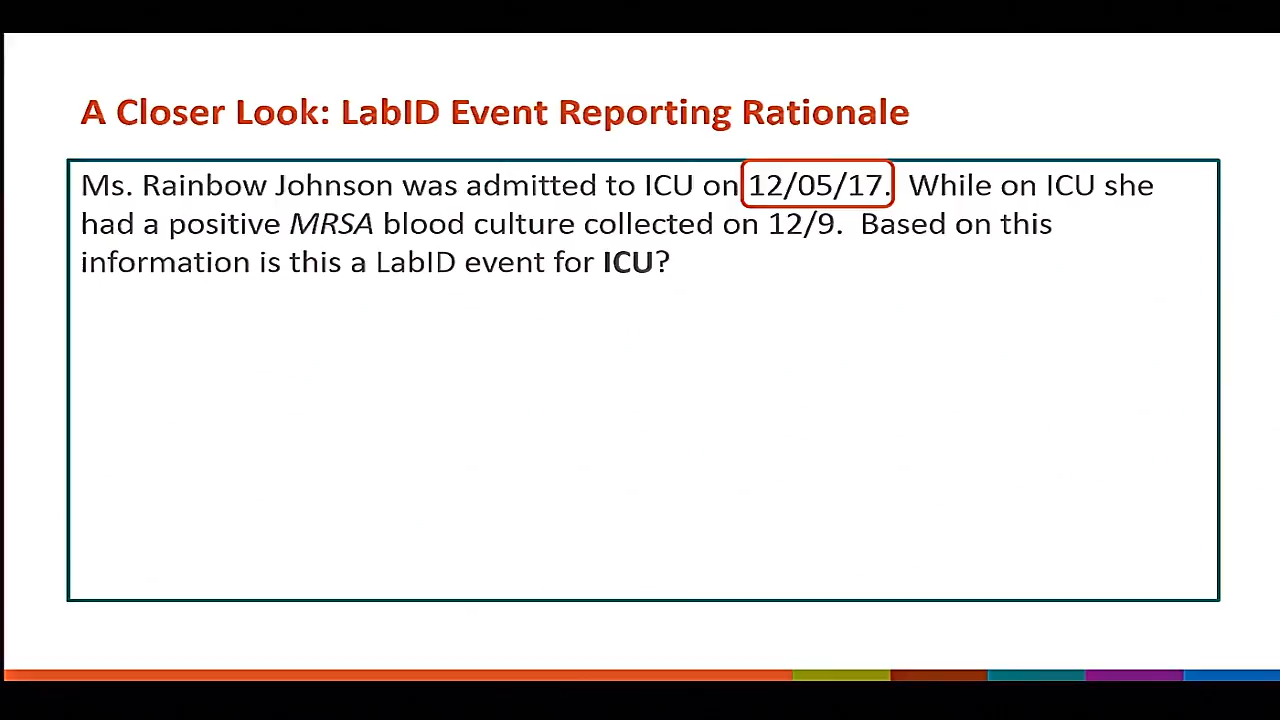 A Closer Look: LabID Event Reporting Rationale
Ms. Rainbow Johnson was admitted to ICU on 12/05/17. While on ICU she
had a positive MRSA blood culture collected on 12/9. Based on this
information is this a LabID event for ICU?